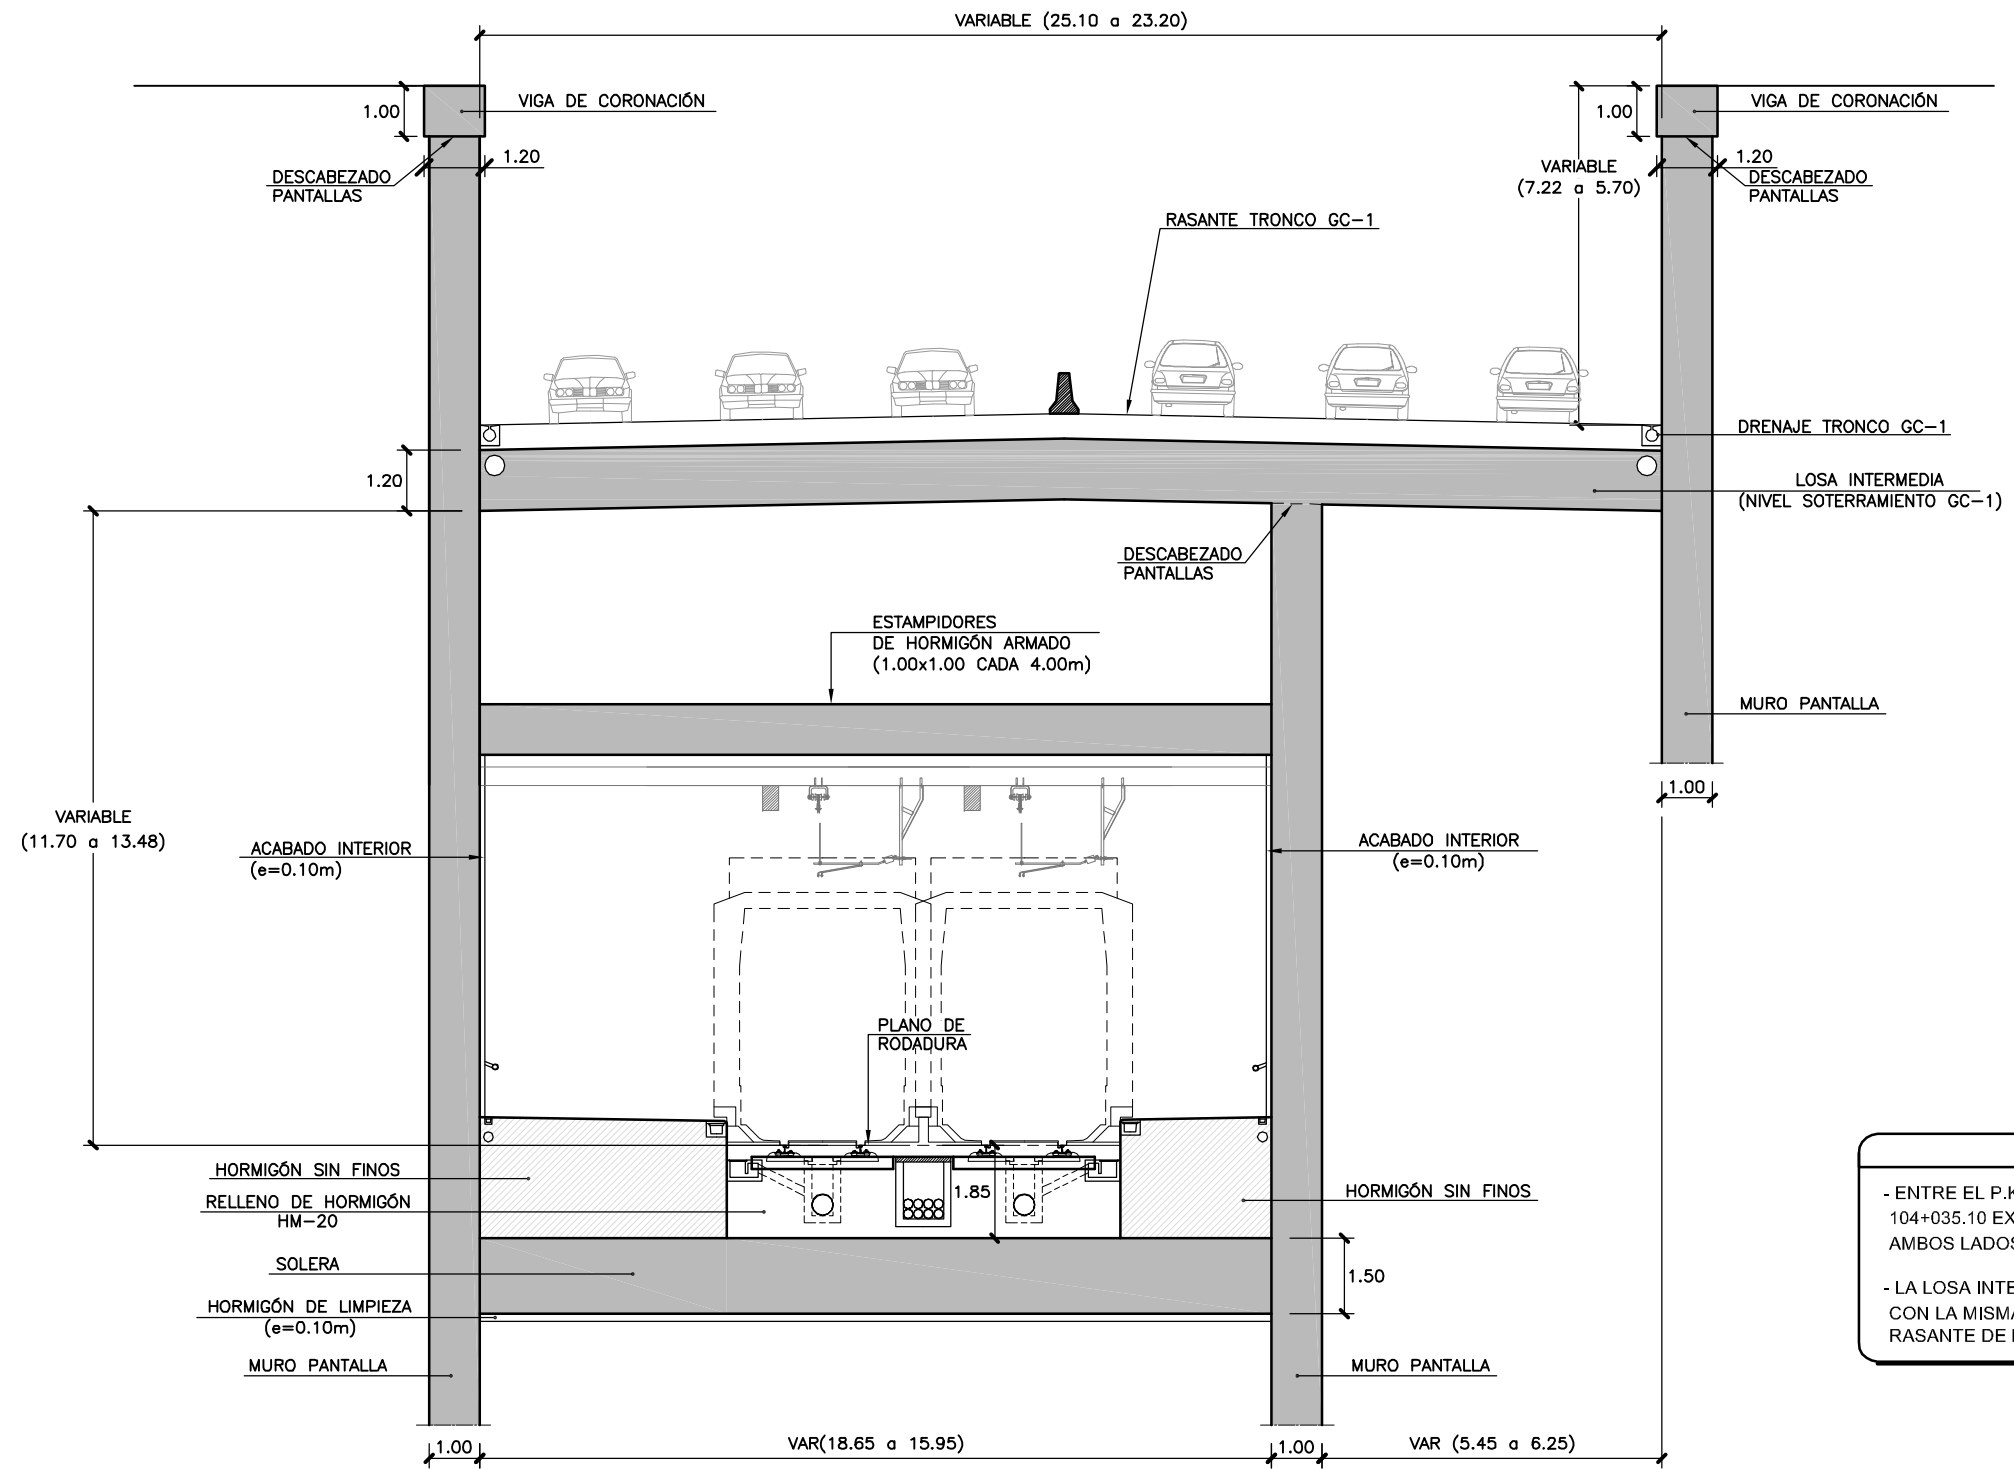 VARIABLE (25.10 a 23.20)
1.00
VIGA DE CORONACIÓN
1.00
VIGA DE CORONACIÓN
1.20
DESCABEZADO
PANTALLAS
VARIABLE
(7.22 a 5.70)
1.20
DESCABEZADO
PANTALLAS
RASANTE TRONCO GC-1
DRENAJE TRONCO GC-1
1.20
LOSA INTERMEDIA
(NIVEL SOTERRAMIENTO GC-1)
DESCABEZADO
PANTALLAS
ESTAMPIDORES
DE HORMIGÓN ARMADO
(1.00x1.00 CADA 4.00m)
MURO PANTALLA
1.00
VARIABLE
(11.70 a 13.48)
ACABADO INTERIOR
(e=0.10m)
ACABADO INTERIOR
(e=0.10m)
PLANO DE
RODADURA
HORMIGÓN SIN FINOS
RELLENO DE HORMIGÓN
HM-20
1.85
HORMIGÓN SIN FINOS
SOLERA
1.50
HORMIGÓN DE LIMPIEZA
(e=0.10m)
MURO PANTALLA
MURO PANTALLA
1.00
VAR(18.65 a 15.95)
1.00
VAR (5.45 a 6.25)
- ENTRE EL P.K
104+035.10 EX
AMBOS LADOS
- LA LOSA INTE
CON LA MISMA
RASANTE DE